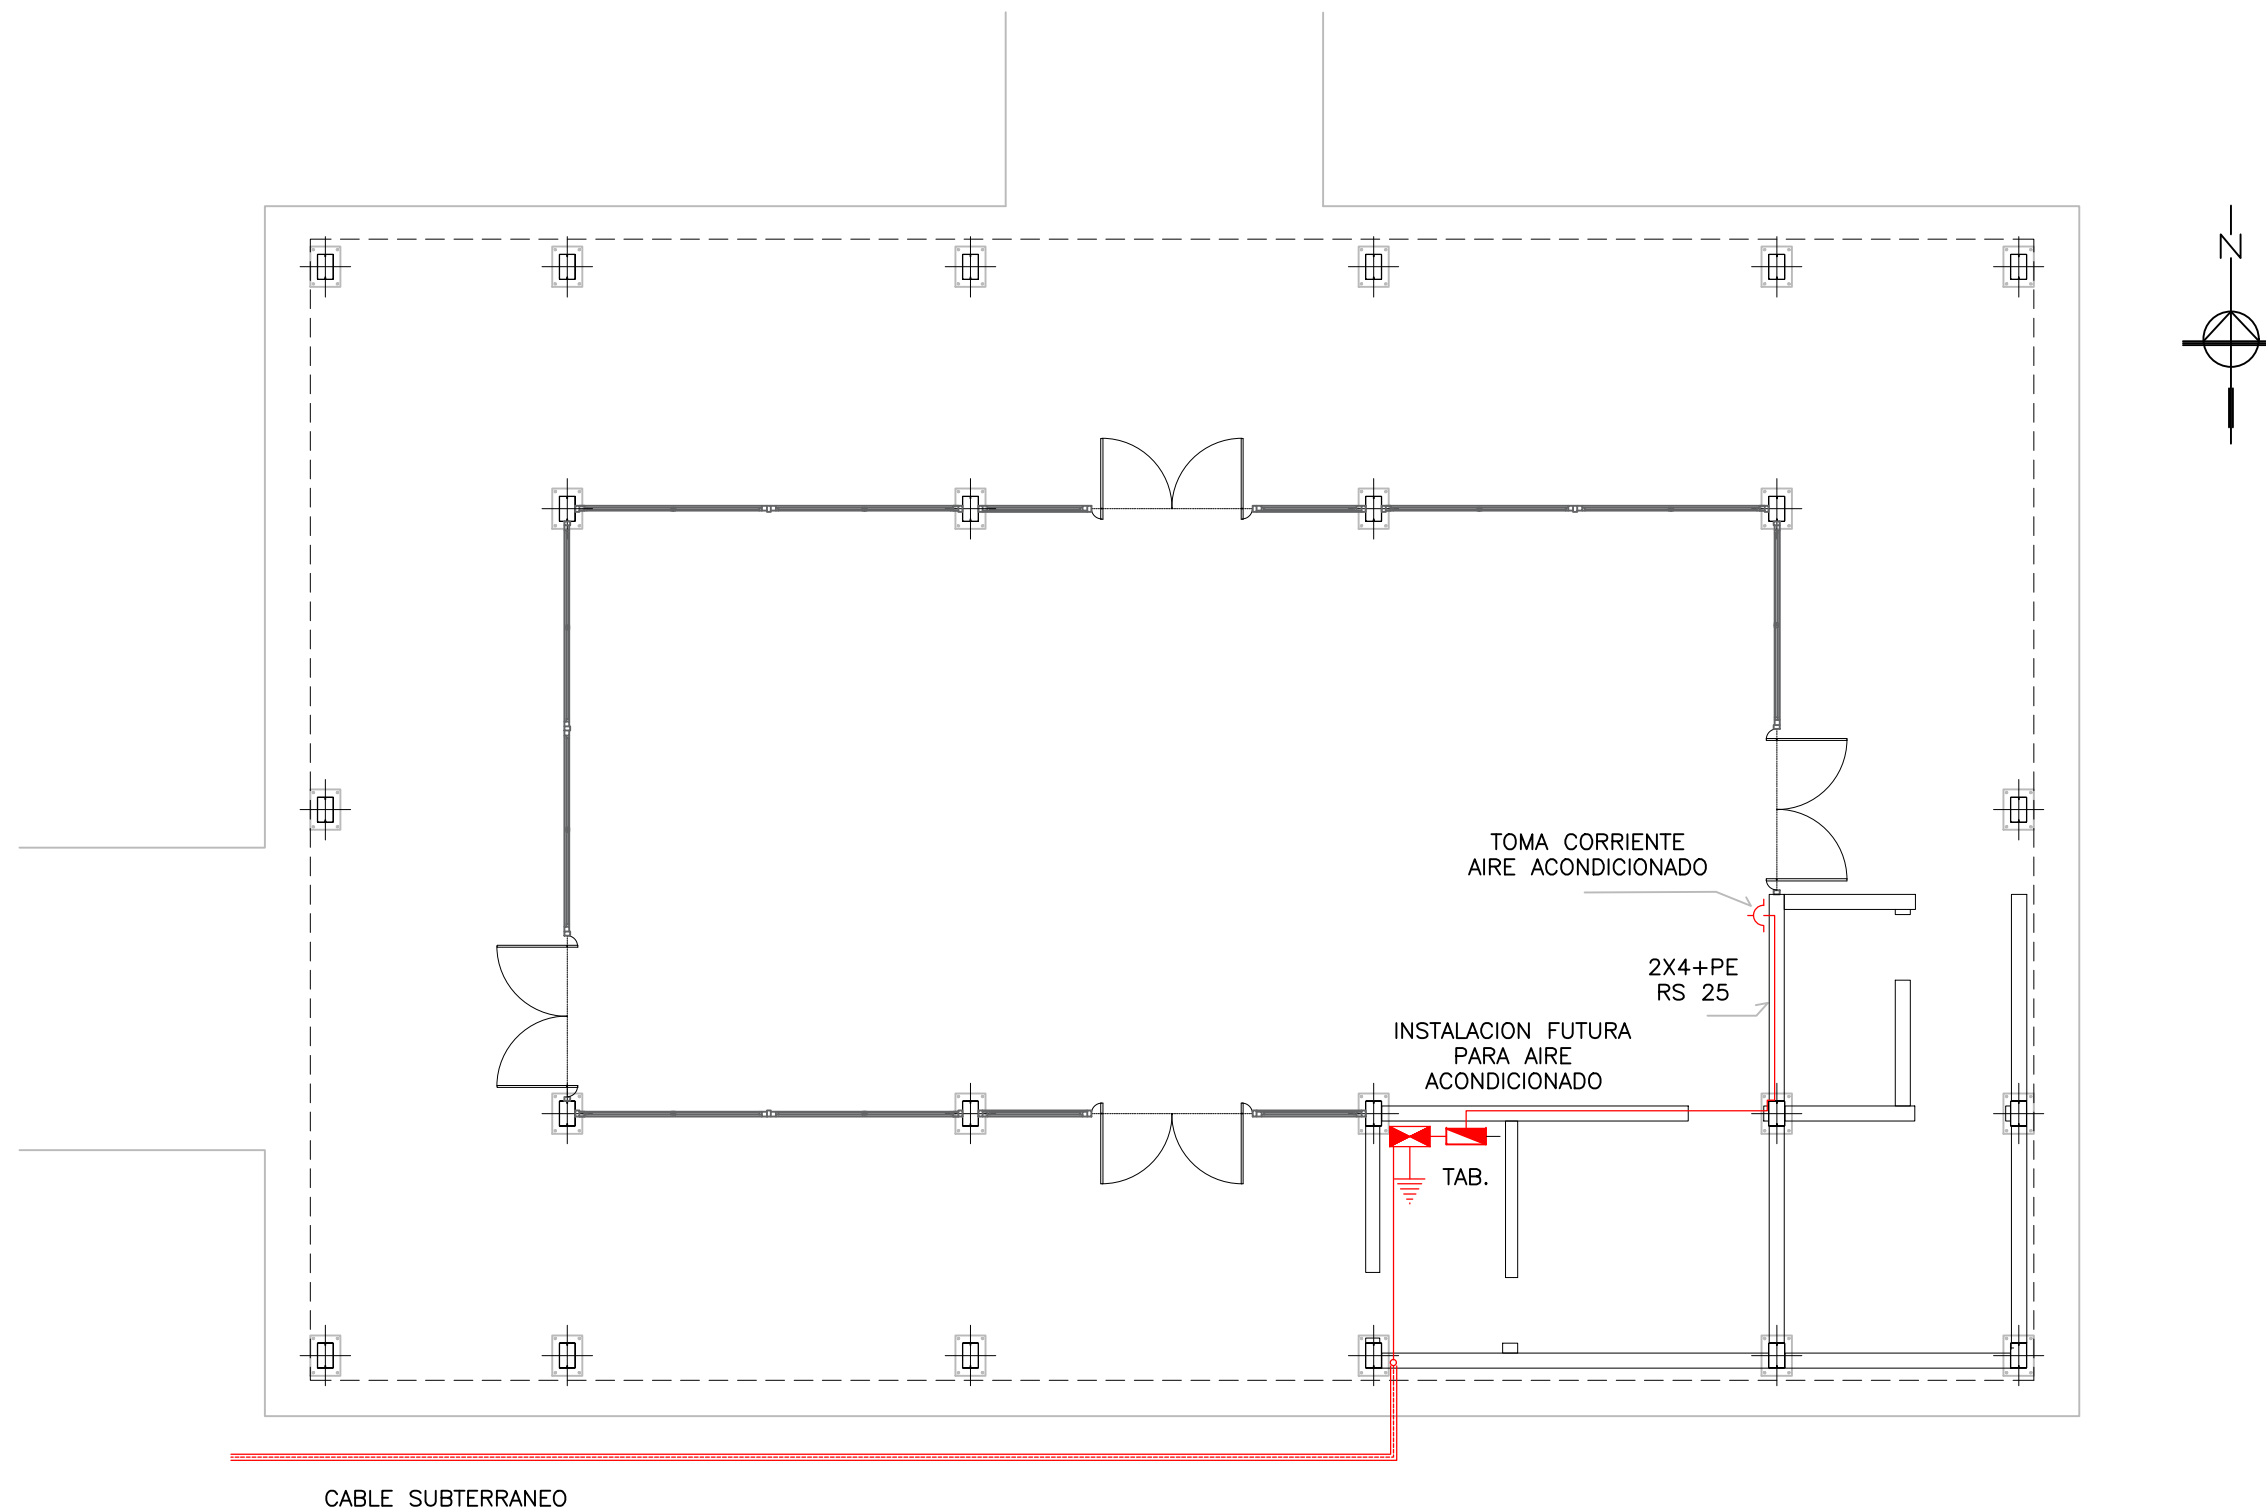 N
TOMA CORRIENTE
AIRE ACONDICIONADO
2X4+PE
RS 25
INSTALACION FUTURA
PARA AIRE
ACONDICIONADO
TAB.
CABLE SUBTERRANEO